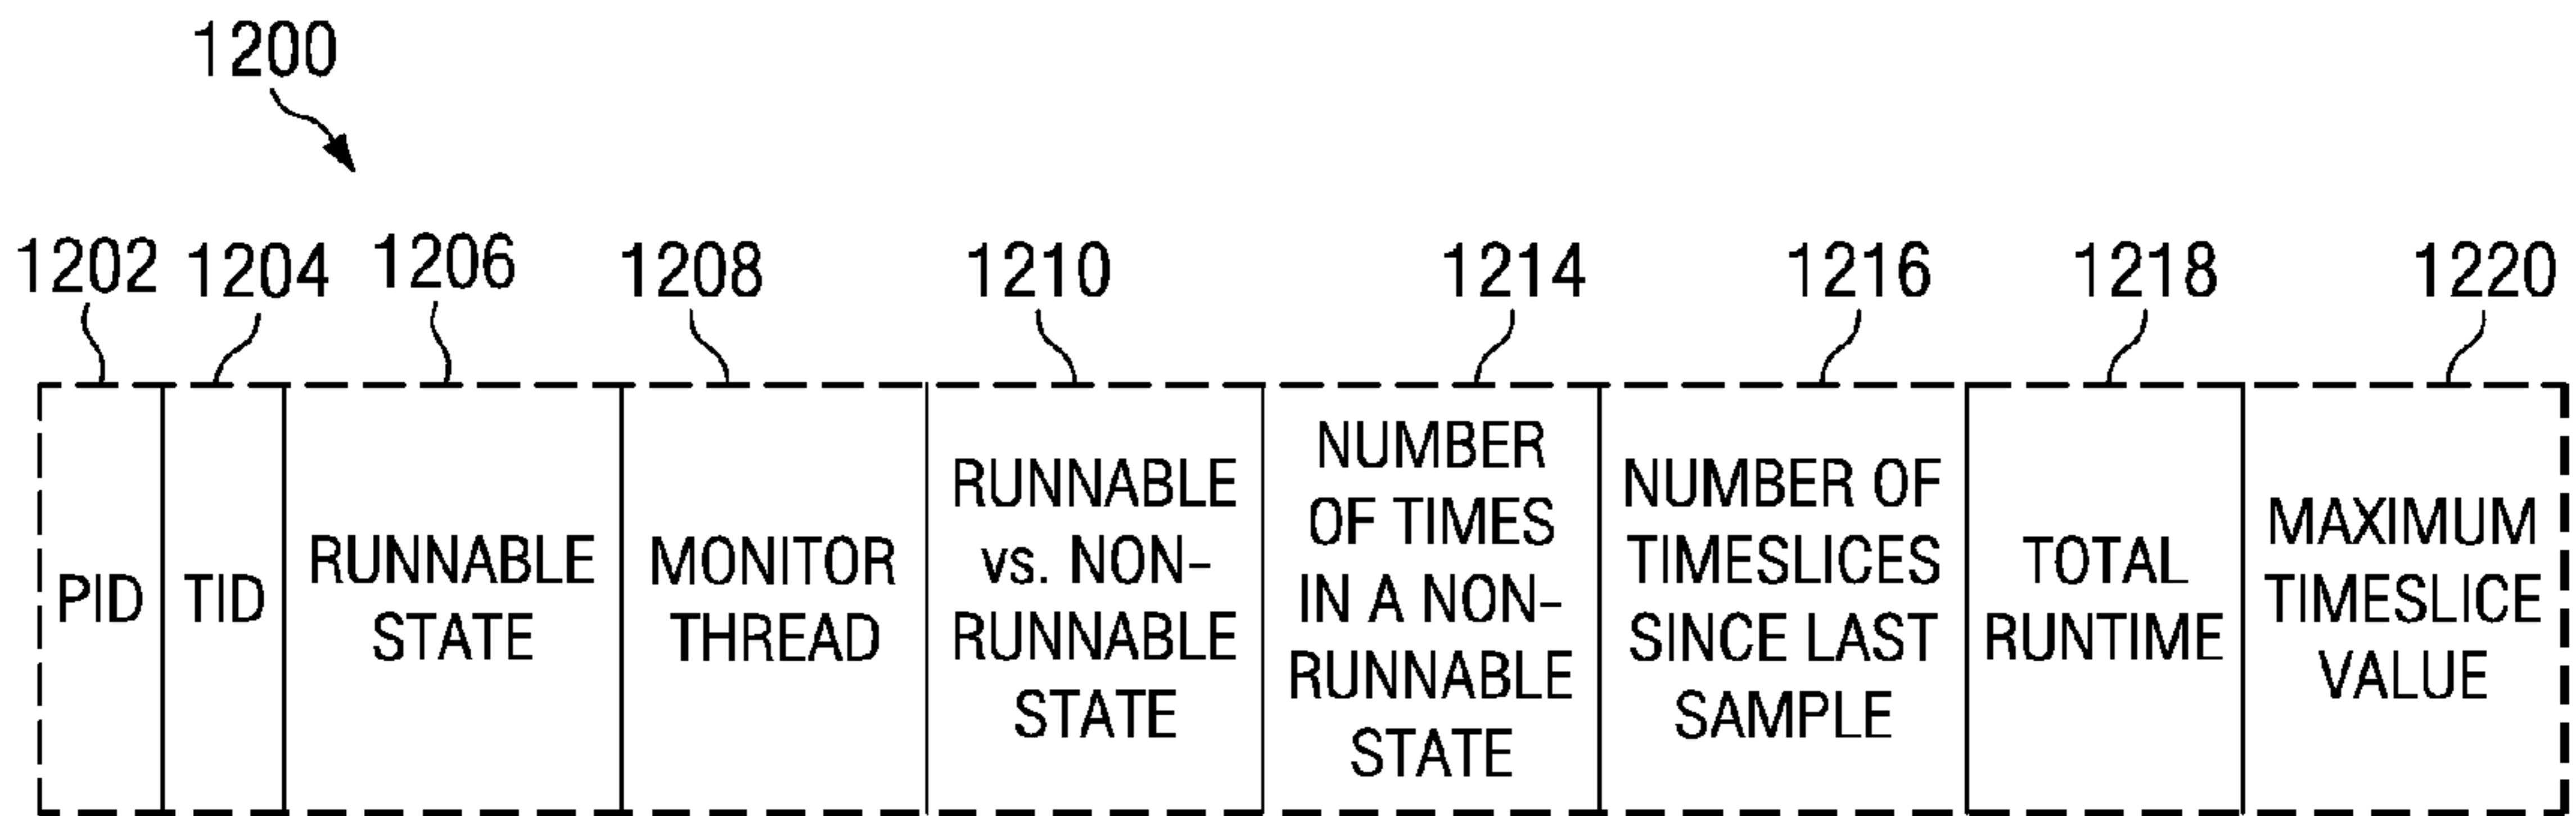 1200
1202 1204 1206 1208 1210 1214 1216 1218 1220
PID
TID
RUNNABLE
STATE
MONITOR
THREAD
RUNNABLE
vs. NON-
RUNNABLE
STATE
NUMBER
OF TIMES
IN A NON-
RUNNABLE
STATE
NUMBER OF
TIMESLICES
SINCE LAST
SAMPLE
TOTAL
RUNTIME
MAXIMUM
TIMESLICE
VALUE